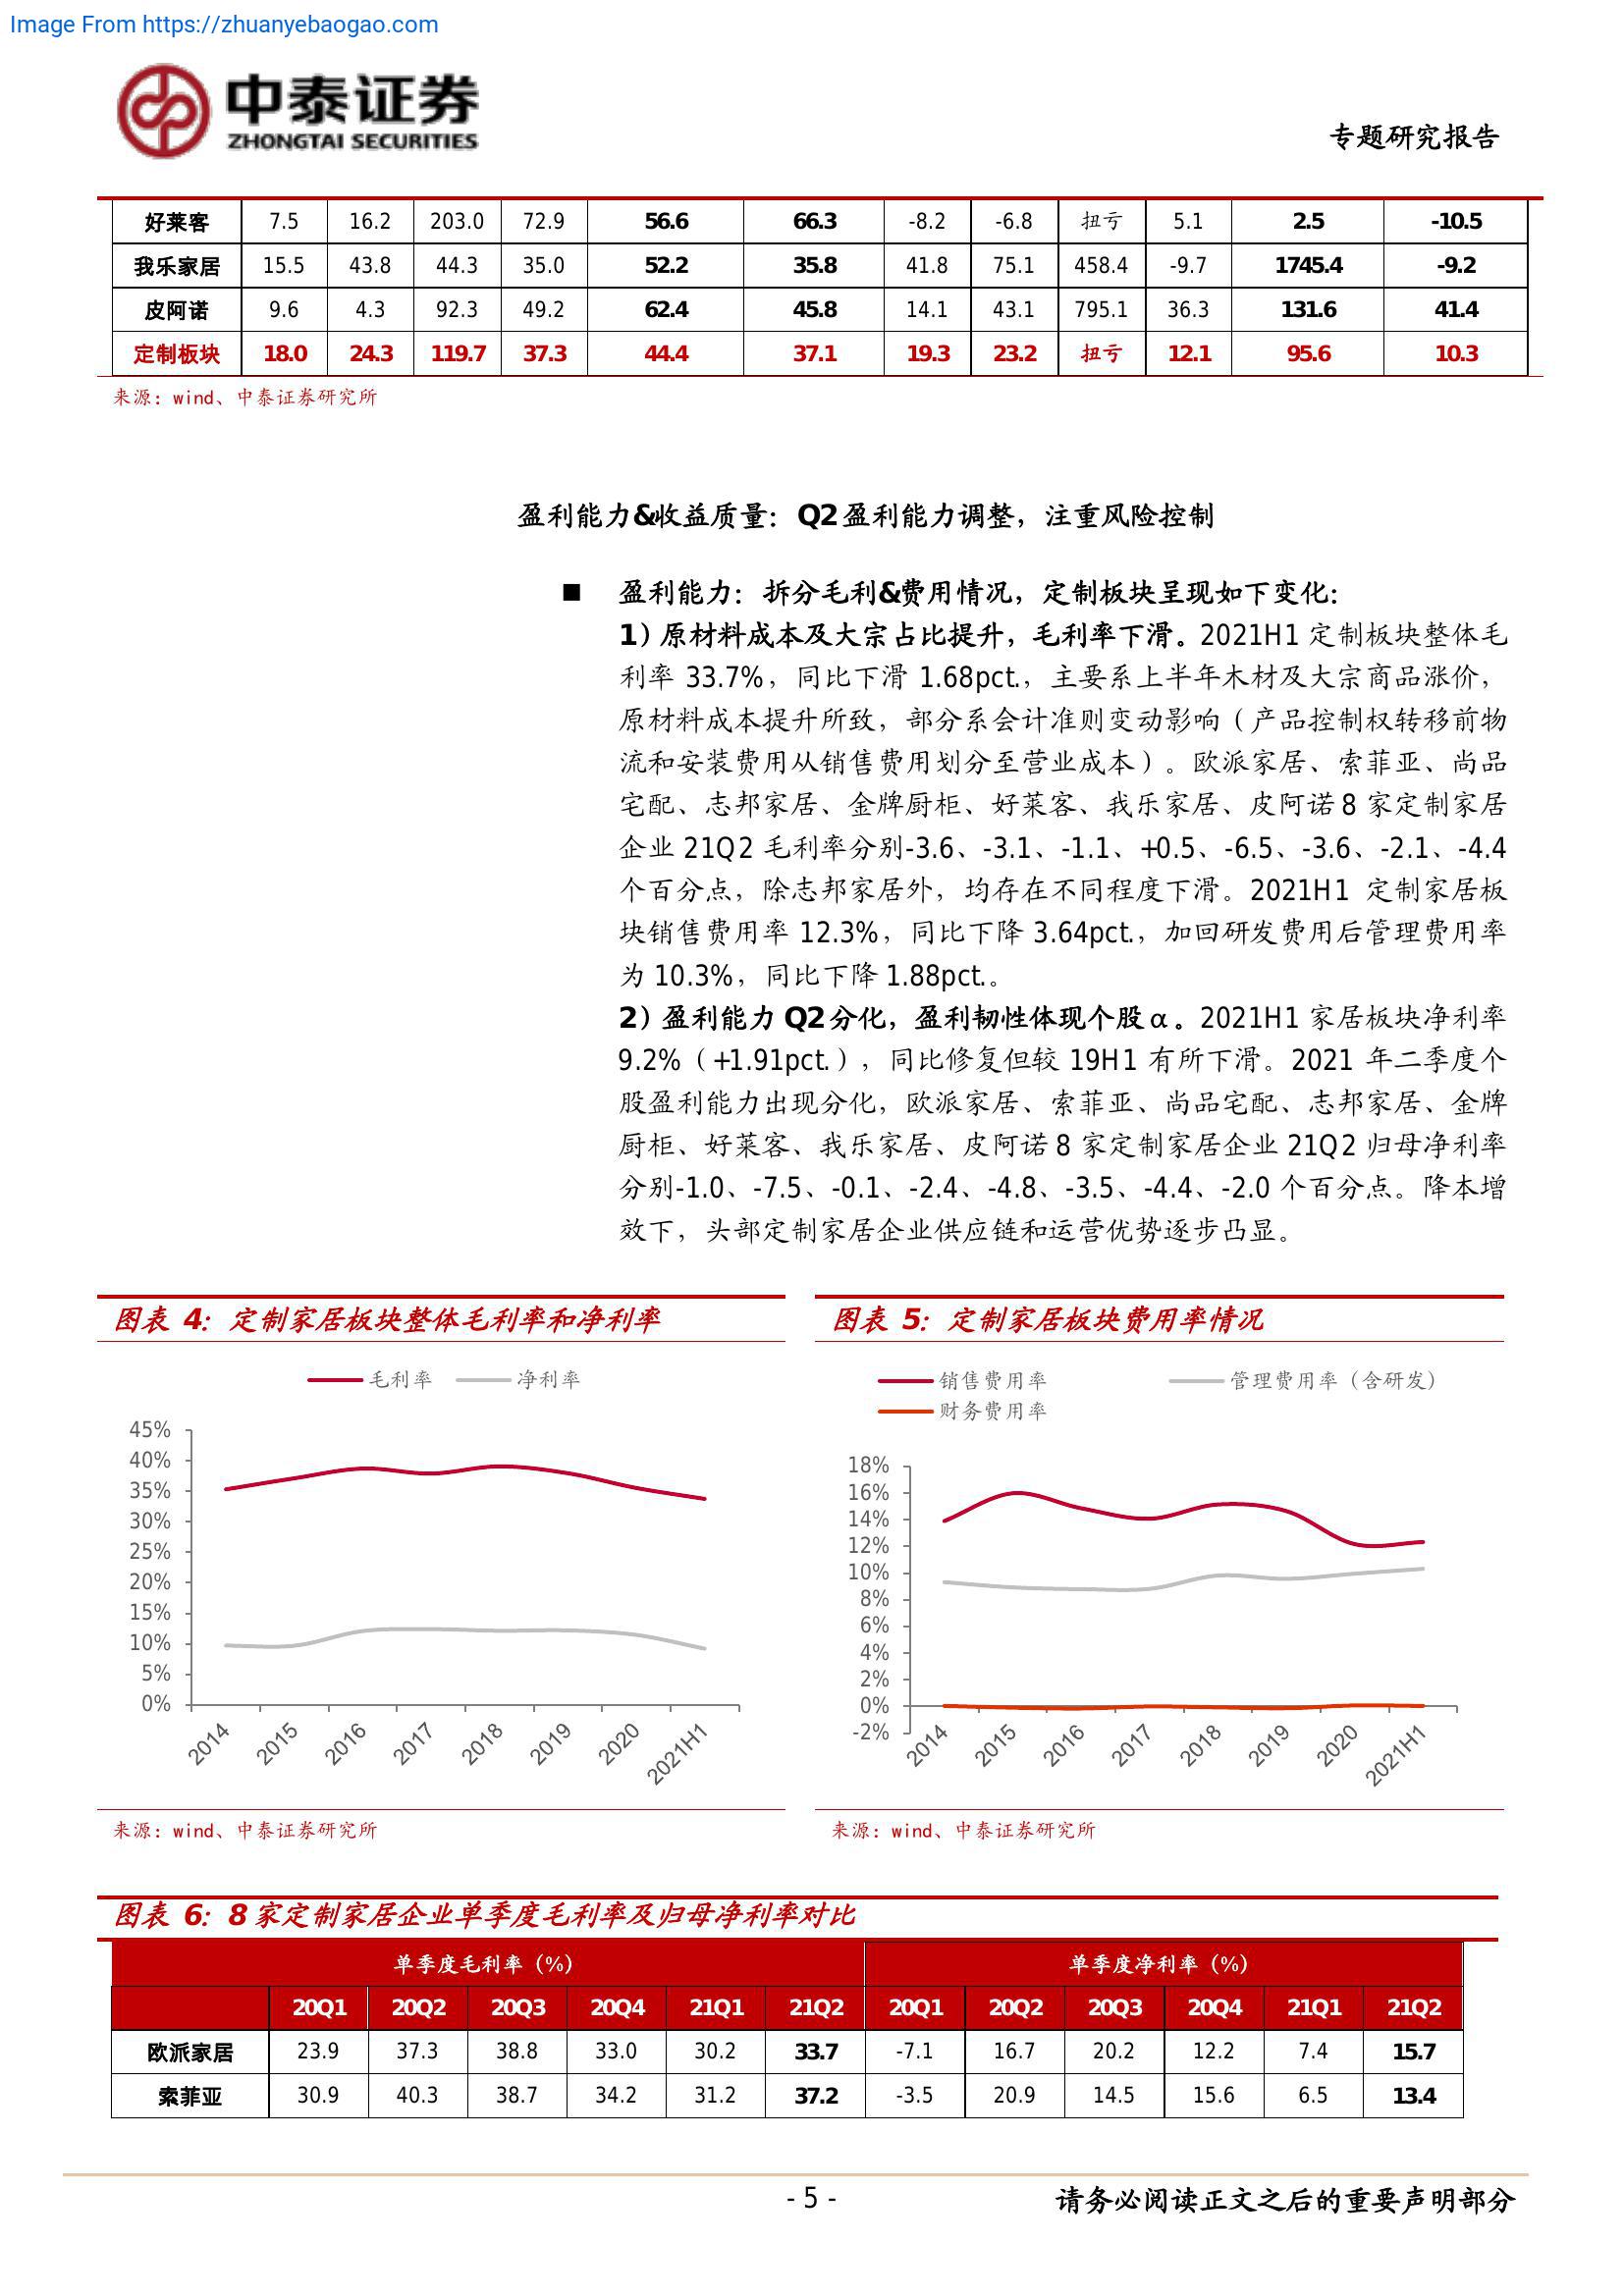 Image From https://zhuanyebaogao.com
中泰证券
ZHONGTAI SECURITIES
专题研究报告
好莱客 7.5 16.2 203.0 72.9 56.6 66.3 -8.2 -6.8 扭亏 5.1 2.5 -10.5
我乐家居 15.5 43.8 44.3 35.0 52.2 35.8 41.8 75.1 458.4 -9.7 1745.4 -9.2
皮阿诺 9.6 4.3 92.3 49.2 62.4 45.8 14.1 43.1 795.1 36.3 131.6 41.4
定制板块 18.0 24.3 119.7 37.3 44.4 37.1 19.3 23.2 扭亏 12.1 95.6 10.3
来源：wind、中泰证券研究所
盈利能力&收益质量：Q2盈利能力调整，注重风险控制
■ 盈利能力：拆分毛利&费用情况，定制板块呈现如下变化：
1）原材料成本及大宗占比提升，毛利率下滑。2021H1 定制板块整体毛
利率 33.7%，同比下滑 1.68pct.，主要系上半年木材及大宗商品涨价，
原材料成本提升所致，部分系会计准则变动影响（产品控制权转移前物
流和安装费用从销售费用划分至营业成本）。欧派家居、索菲亚、尚品
宅配、志邦家居、金牌厨柜、好莱客、我乐家居、皮阿诺 8 家定制家居
企业 21Q2 毛利率分别-3.6、-3.1、-1.1、+0.5、-6.5、-3.6、-2.1、-4.4
个百分点，除志邦家居外，均存在不同程度下滑。2021H1 定制家居板
块销售费用率 12.3%，同比下降 3.64pct.，加回研发费用后管理费用率
为 10.3%，同比下降 1.88pct.。
2）盈利能力 Q2 分化，盈利韧性体现个股α。2021H1 家居板块净利率
9.2%（+1.91pct.），同比修复但较 19H1 有所下滑。2021 年二季度个
股盈利能力出现分化，欧派家居、索菲亚、尚品宅配、志邦家居、金牌
厨柜、好莱客、我乐家居、皮阿诺 8 家定制家居企业 21Q2 归母净利率
分别-1.0、-7.5、-0.1、-2.4、-4.8、-3.5、-4.4、-2.0 个百分点。降本增
效下，头部定制家居企业供应链和运营优势逐步凸显。
图表 4：定制家居板块整体毛利率和净利率
毛利率 净利率
45%
40%
35%
30%
25%
20%
15%
10%
5%
0%
2014 2015 2016 2017 2018 2019 2020 2021H1
来源：wind、中泰证券研究所
图表 5：定制家居板块费用率情况
销售费用率 管理费用率（含研发）
财务费用率
18%
16%
14%
12%
10%
8%
6%
4%
2%
0%
-2%
2014 2015 2016 2017 2018 2019 2020 2021H1
来源：wind、中泰证券研究所
图表 6：8 家定制家居企业单季度毛利率及归母净利率对比
单季度毛利率（%） 单季度净利率（%）
20Q1 20Q2 20Q3 20Q4 21Q1 21Q2 20Q1 20Q2 20Q3 20Q4 21Q1 21Q2
欧派家居 23.9 37.3 38.8 33.0 30.2 33.7 -7.1 16.7 20.2 12.2 7.4 15.7
索菲亚 30.9 40.3 38.7 34.2 31.2 37.2 -3.5 20.9 14.5 15.6 6.5 13.4
- 5 -
请务必阅读正文之后的重要声明部分